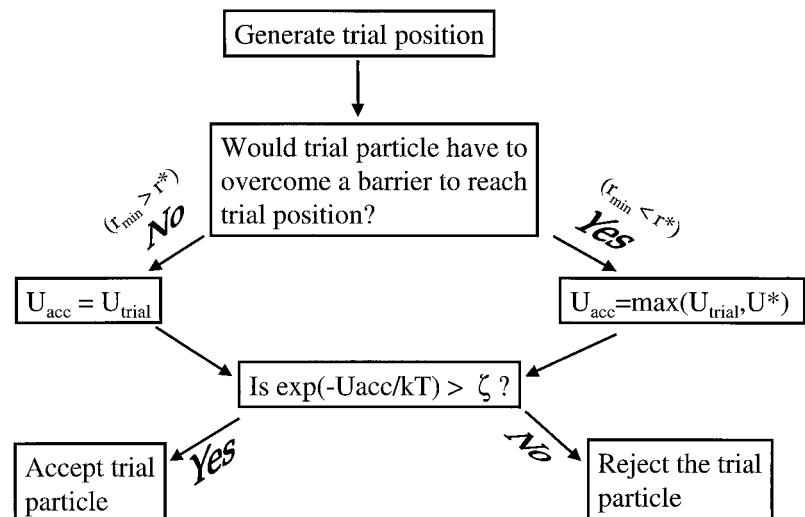 Generate trial position
Would trial particle have to
overcome a barrier to reach
trial position?
(r_min > r*)
No
(r_min < r*)
Yes
U_acc = U_trial
U_acc=max(U_trial,U*)
Is exp(-Uacc/kT) > ζ ?
Yes
No
Accept trial
particle
Reject the trial
particle